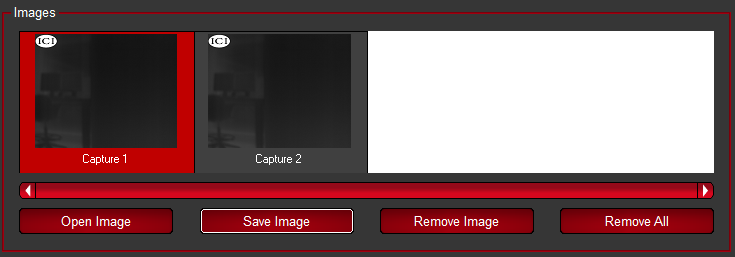 Images
ICI
ICI
Capture 1
Capture 2
Open Image
Save Image
Remove Image
Remove All